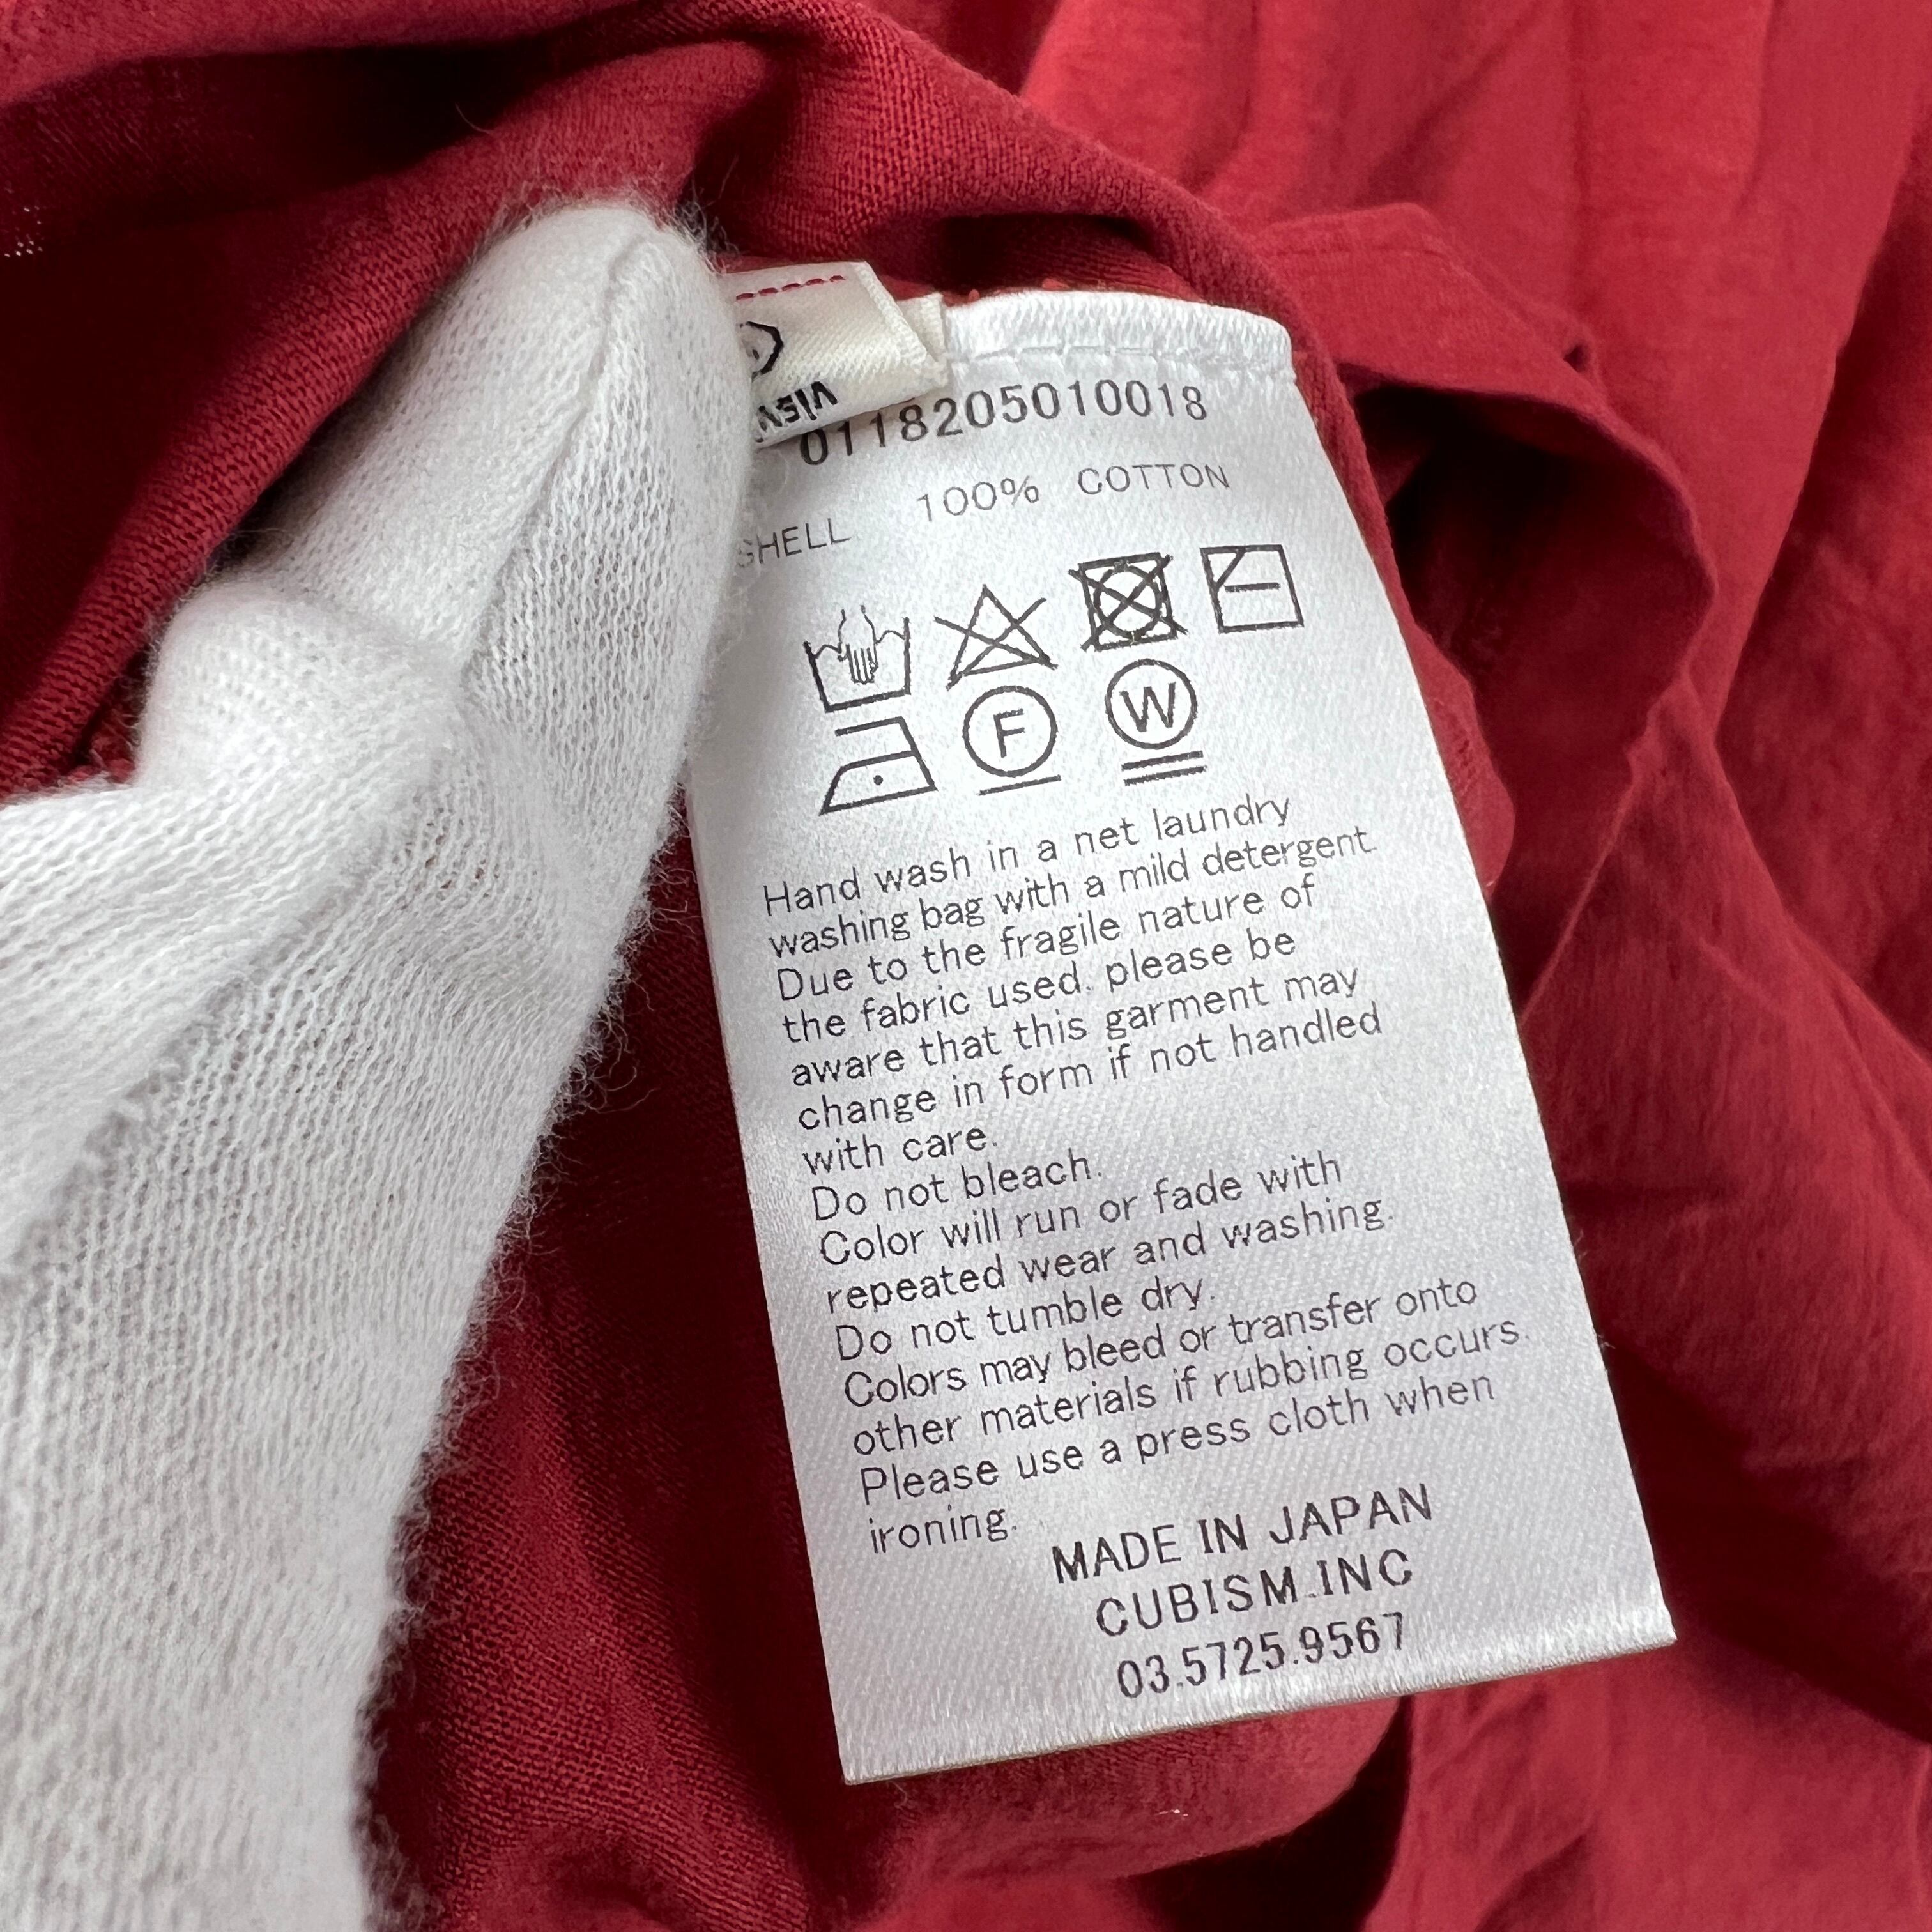 0118205010018
SHELL 100% COTTON
F W
Hand wash in a net laundry
washing bag with a mild detergent.
Due to the fragile nature of
the fabric used, please be
aware that this garment may
change in form if not handled
with care.
Do not bleach.
Color will run or fade with
repeated wear and washing.
Do not tumble dry.
Colors may bleed or transfer onto
other materials if rubbing occurs.
Please use a press cloth when
ironing.
MADE IN JAPAN
CUBISM.INC
03.5725.9567